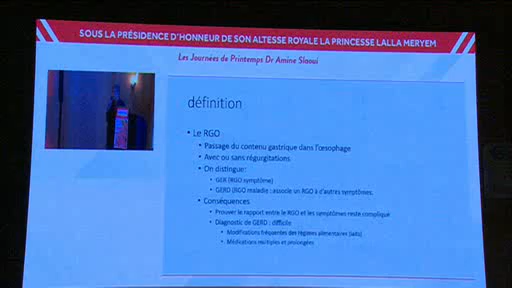 SOUS LA PRÉSIDENCE D'HONNEUR DE SON ALTESSE ROYALE LA PRINCESSE LALLA MERYEM
Les Journées de Printemps Dr Amine Slaoui
définition
• Le RGO
• Passage du contenu gastrique dans l'œsophage
• Avec ou sans régurgitations
• On distingue:
• GER (RGO symptôme)
• GERD (RGO maladie : associe un RGO à d'autres symptômes.
• Conséquences
• Prouver le rapport entre le RGO et les symptômes reste compliqué
• Diagnostic de GERD : difficile
• Modifications fréquentes des régimes alimentaires (laits)
• Médications multiples et prolongées